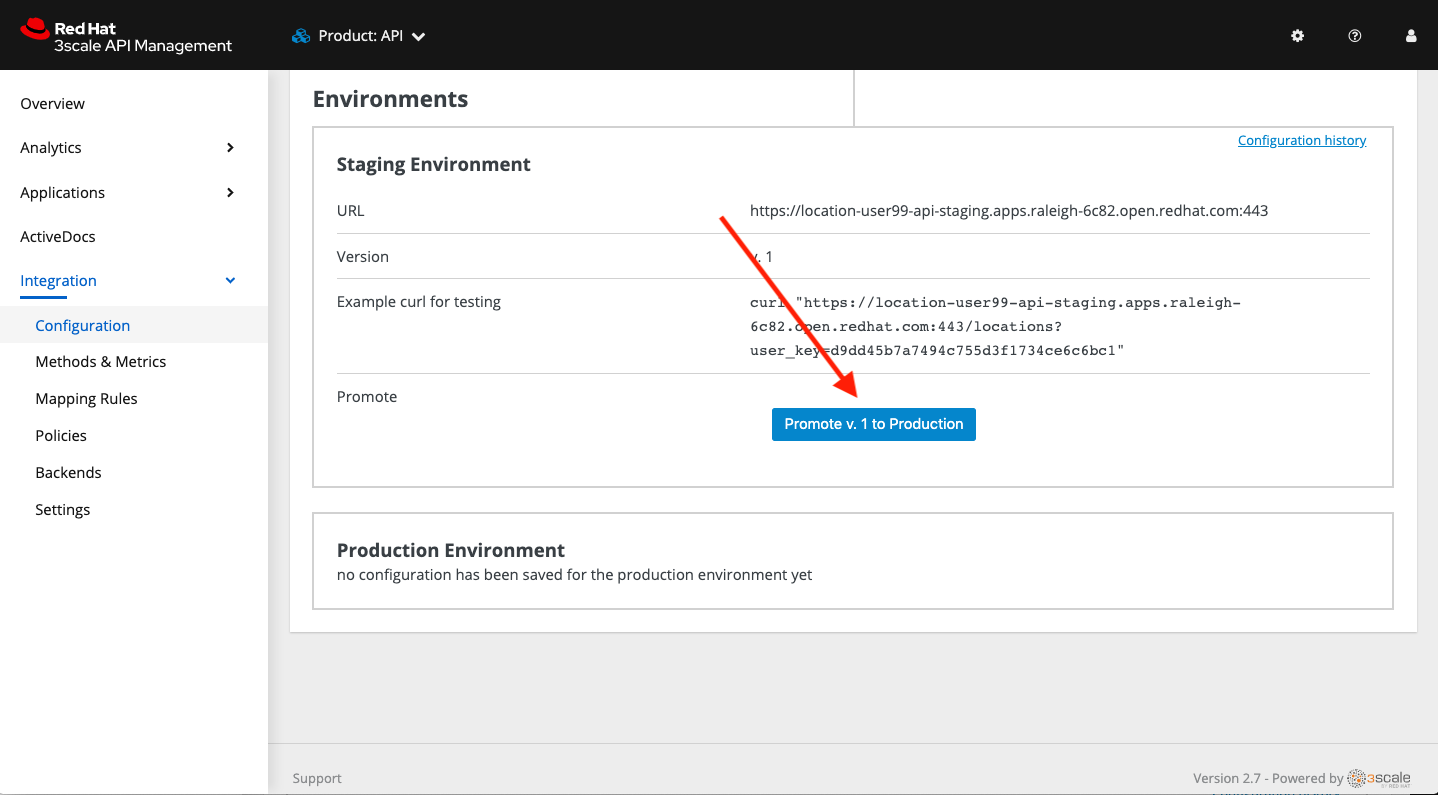 Red Hat
3scale API Management
Product: API
Overview
Analytics
Applications
ActiveDocs
Integration
Configuration
Methods & Metrics
Mapping Rules
Policies
Backends
Settings
Environments
Configuration history
Staging Environment
URL
https://location-user99-api-staging.apps.raleigh-6c82.open.redhat.com:443
Version
v. 1
Example curl for testing
curl "https://location-user99-api-staging.apps.raleigh-
6c82.open.redhat.com:443/locations?
user_key=d9dd45b7a7494c755d3f1734ce6c6bc1"
Promote
Promote v. 1 to Production
Production Environment
no configuration has been saved for the production environment yet
Support
Version 2.7 - Powered by 3scale
BY RED HAT